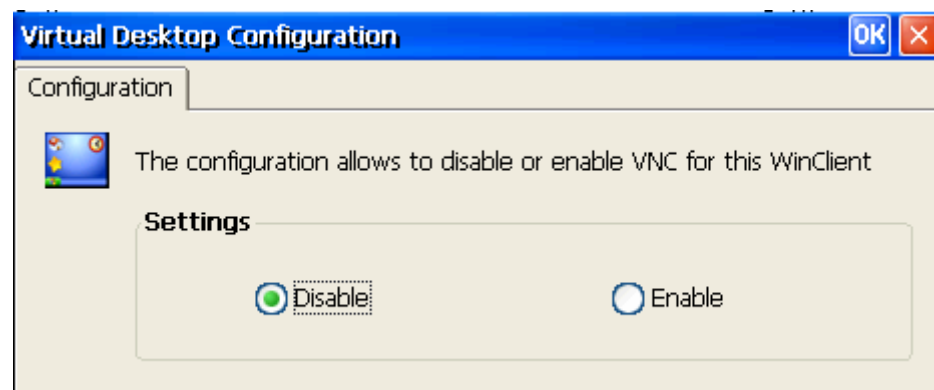 Virtual Desktop Configuration OK
Configuration
The configuration allows to disable or enable VNC for this WinClient
Settings
Disable Enable